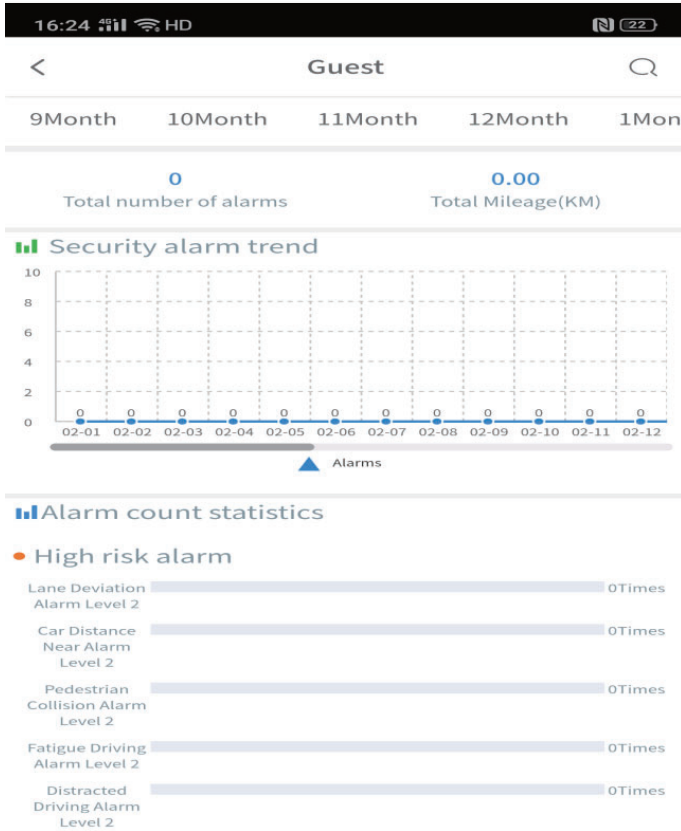 16:24 4G HD 22
Guest
9Month 10Month 11Month 12Month 1Mon
0 0.00
Total number of alarms Total Mileage(KM)
Security alarm trend
10
8
6
4
2
0
0 0 0 0 0 0 0 0 0 0 0 0
02-01 02-02 02-03 02-04 02-05 02-06 02-07 02-08 02-09 02-10 02-11 02-12
Alarms
Alarm count statistics
High risk alarm
Lane Deviation 0Times
Alarm Level 2
Car Distance 0Times
Near Alarm
Level 2
Pedestrian 0Times
Collision Alarm
Level 2
Fatigue Driving 0Times
Alarm Level 2
Distracted 0Times
Driving Alarm
Level 2